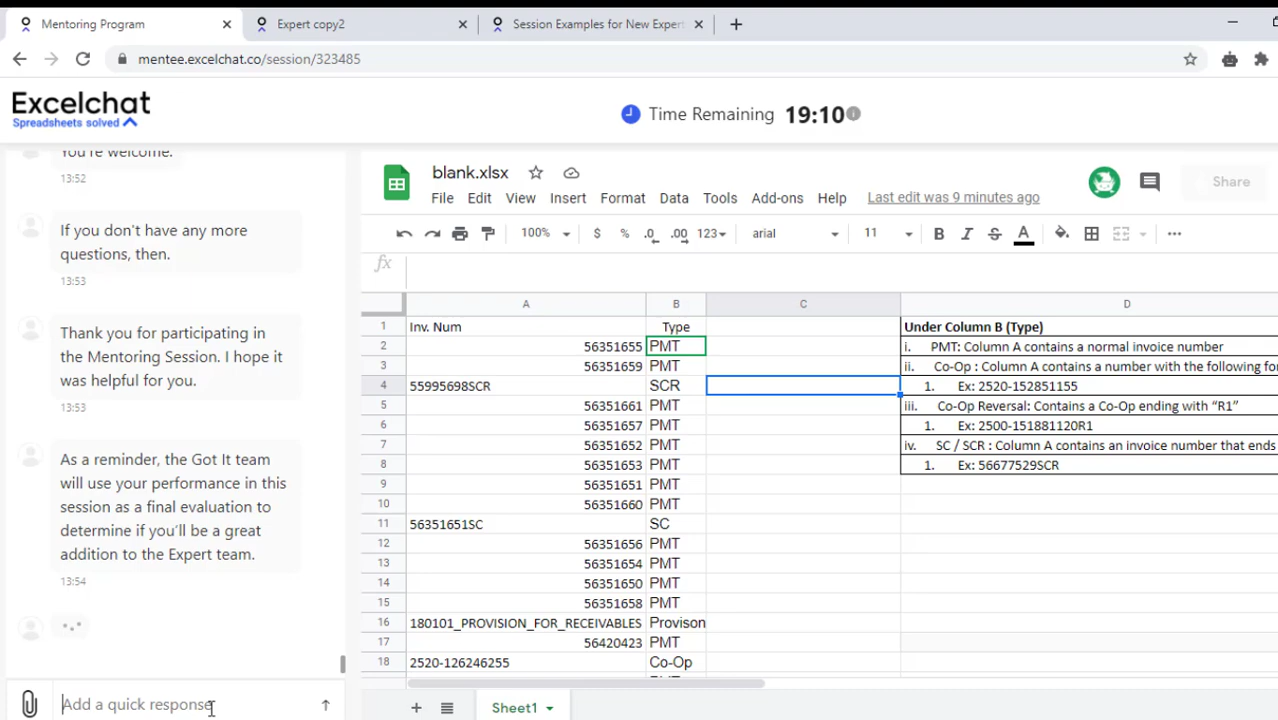 Mentoring Program
Expert copy2
Session Examples for New Expert
mentee.excelchat.co/session/323485
Excelchat
Spreadsheets solved
Time Remaining 19:10
You're welcome.
13:52
If you don't have any more
questions, then.
13:53
Thank you for participating in
the Mentoring Session. I hope it
was helpful for you.
13:53
As a reminder, the Got It team
will use your performance in this
session as a final evaluation to
determine if you'll be a great
addition to the Expert team.
13:54
Add a quick response
blank.xlsx
File Edit View Insert Format Data Tools Add-ons Help Last edit was 9 minutes ago
Share
100% $ % .0 .00 123 arial 11 B I S A
fx
A B C D
1 Inv. Num Type Under Column B (Type)
2 56351655 PMT i. PMT: Column A contains a normal invoice number
3 56351659 PMT ii. Co-Op : Column A contains a number with the following for
4 55995698SCR SCR 1. Ex: 2520-152851155
5 56351661 PMT iii. Co-Op Reversal: Contains a Co-Op ending with “R1”
6 56351657 PMT 1. Ex: 2500-151881120R1
7 56351652 PMT iv. SC / SCR : Column A contains an invoice number that ends
8 56351653 PMT 1. Ex: 56677529SCR
9 56351651 PMT
10 56351660 PMT
11 56351651SC SC
12 56351656 PMT
13 56351654 PMT
14 56351650 PMT
15 56351658 PMT
16 180101_PROVISION_FOR_RECEIVABLES Provison
17 56420423 PMT
18 2520-126246255 Co-Op
Sheet1